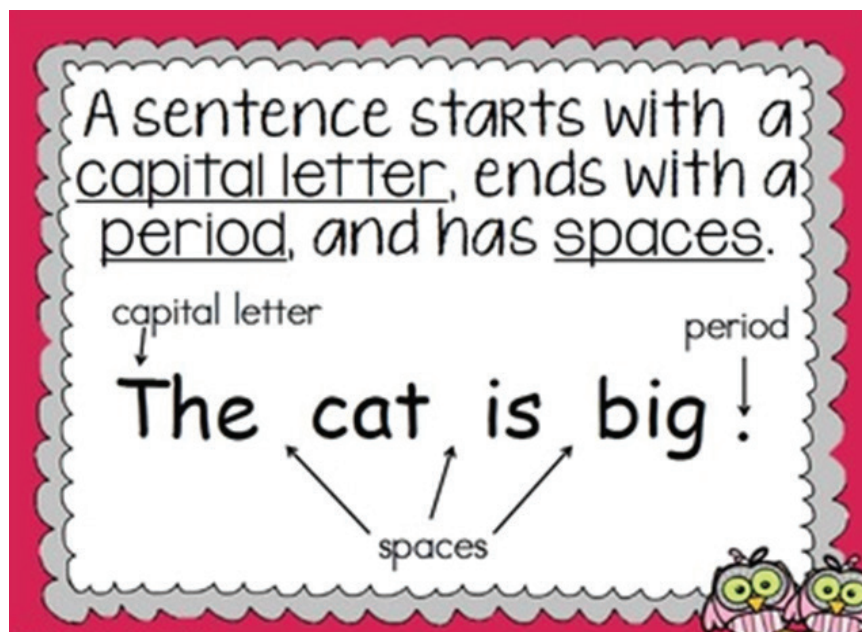 A sentence starts with a
capital letter, ends with a
period, and has spaces.
capital letter
period
The cat is big .
spaces